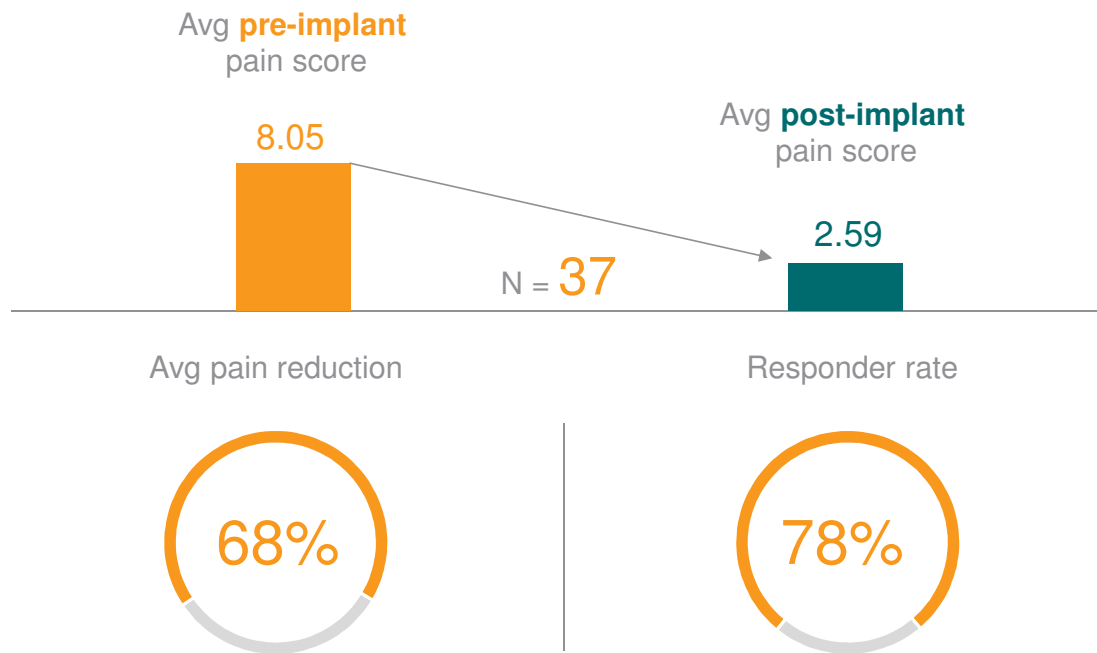 Avg pre-implant
pain score
8.05
Avg post-implant
pain score
2.59
N = 37
Avg pain reduction
Responder rate
68%
78%